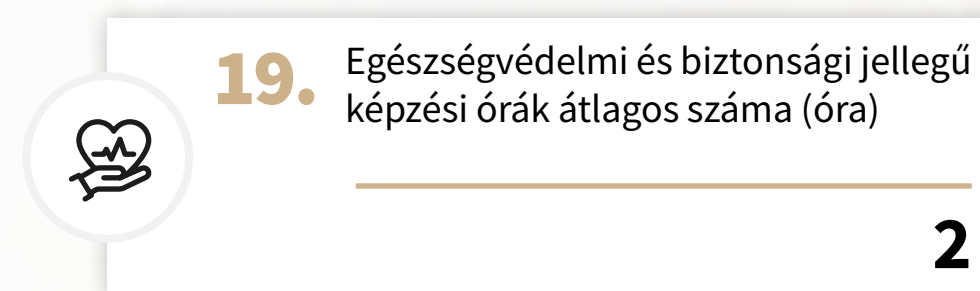 19.
Egészségvédelmi és biztonsági jellegű
képzési órák átlagos száma (óra)
2